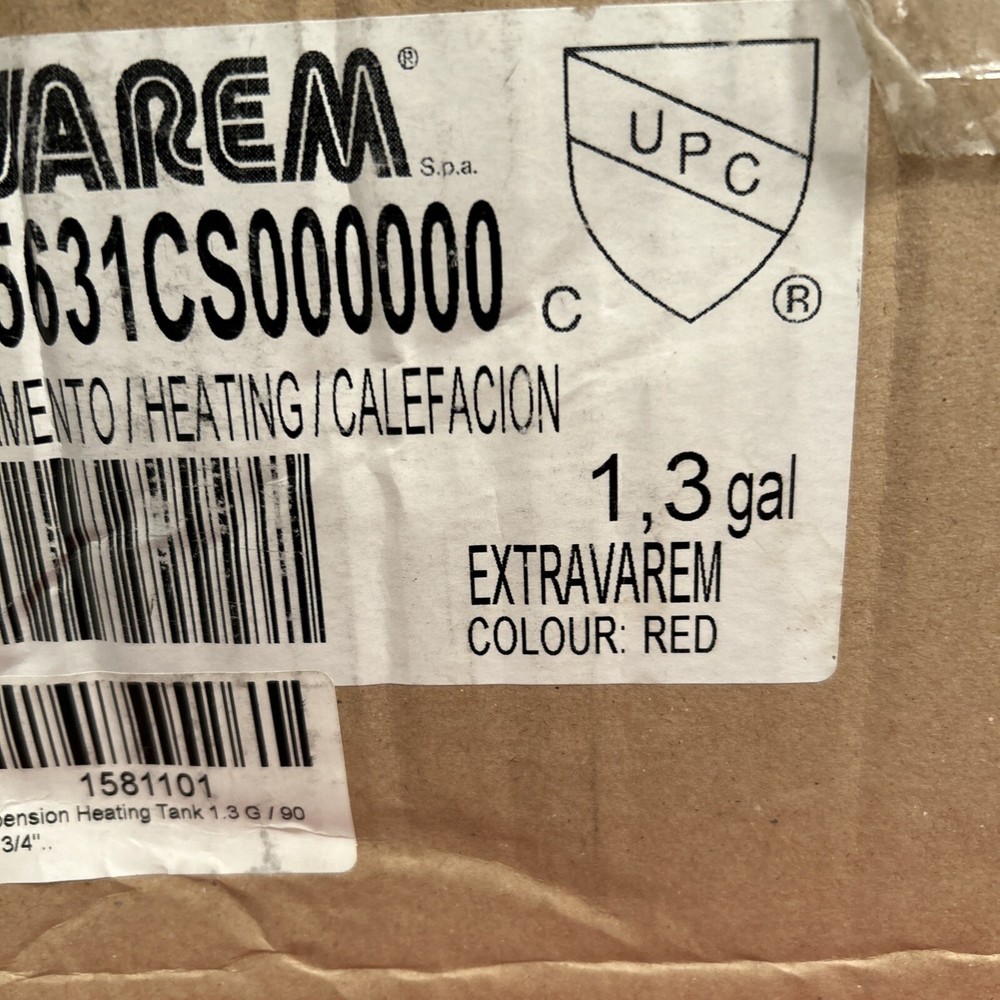 VAREM® S.p.a.
UPC
5631CS000000
C ®
MENTO / HEATING / CALEFACION
1,3 gal
EXTRAVAREM
COLOUR: RED
1581101
pension Heating Tank 1.3 G / 90
3/4"..